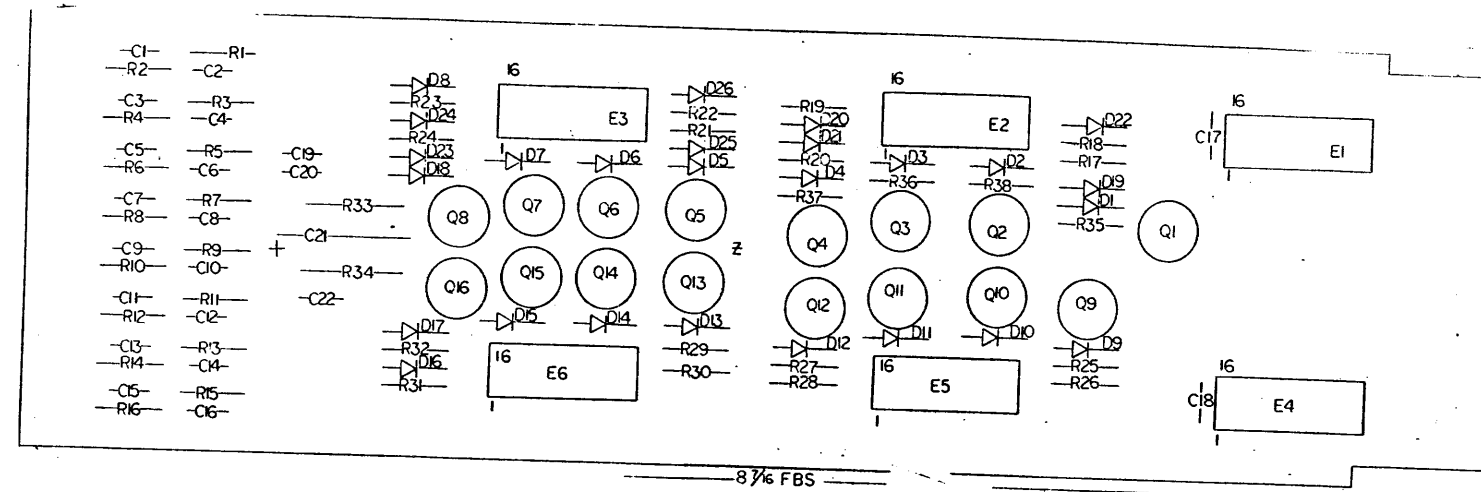 C1 R1
R2 C2
C3 R3
R4 C4
C5 R5
R6 C6
C7 R7
R8 C8
C9 R9
R10 C10
C11 R11
R12 C12
C13 R13
R14 C14
C15 R15
R16 C16
C19
C20
R33
C21
+
R34
C22
D8
R23
D24
R24
D23
D18
16
E3
1
D7 D6
Q8 Q7 Q6 Q5
Q16 Q15 Q14 Q13
D15 D14 D13
D17
R32
D16
R31
16
E6
1
D26
R22
R21
D25
D5
Z
R29
R30
R19
D20
D21
R20
D4
R37
16
E2
1
D3 D2
R36 R38
Q4 Q3 Q2 Q1
Q12 Q11 Q10 Q9
D12 D11 D10 D9
R27
R28
16
E5
1
D22
R18
R17
D19
D1
R35
R25
R26
16
C17
E1
1
16
C18
E4
1
8 7/16 FBS